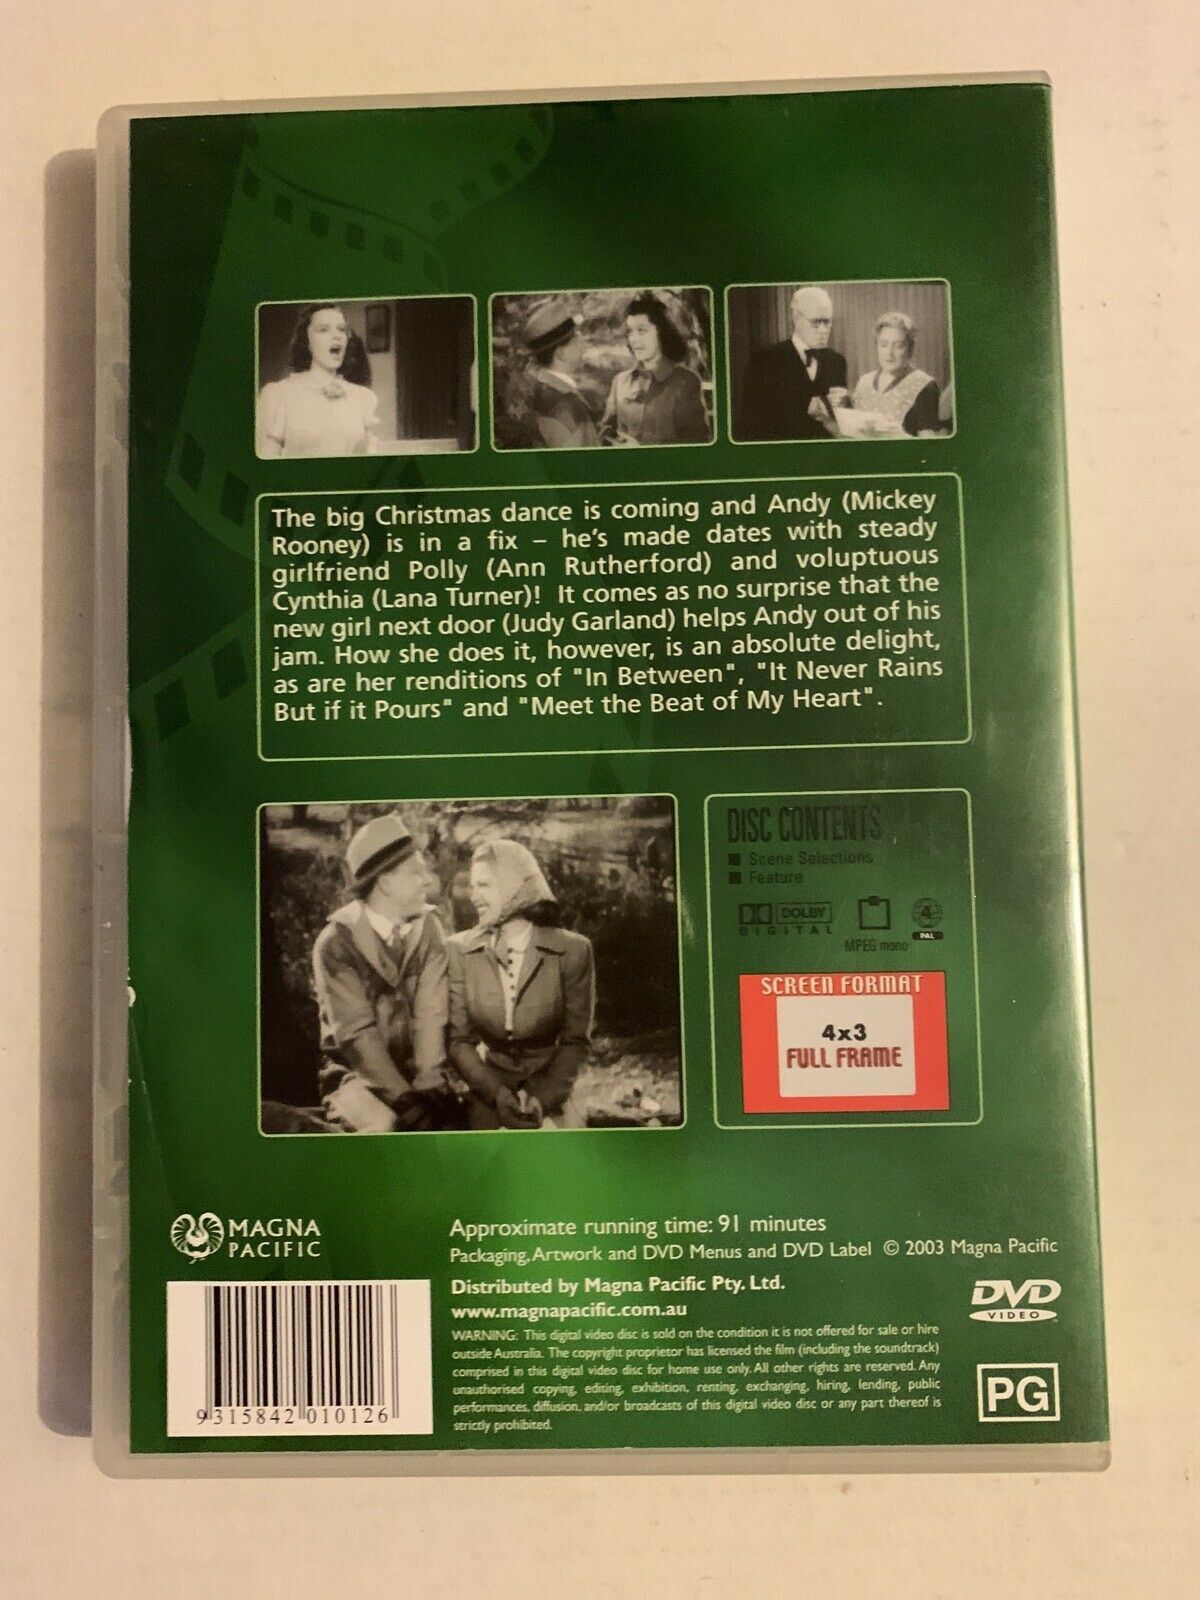 The big Christmas dance is coming and Andy (Mickey
Rooney) is in a fix – he's made dates with steady
girlfriend Polly (Ann Rutherford) and voluptuous
Cynthia (Lana Turner)! It comes as no surprise that the
new girl next door (Judy Garland) helps Andy out of his
jam. How she does it, however, is an absolute delight,
as are her renditions of "In Between", "It Never Rains
But if it Pours" and "Meet the Beat of My Heart".
DISC CONTENTS
Scene Selections
Feature
DOLBY
DIGITAL
MPEG mono
4
PAL
SCREEN FORMAT
4x3
FULL FRAME
MAGNA
PACIFIC
Approximate running time: 91 minutes
Packaging, Artwork and DVD Menus and DVD Label © 2003 Magna Pacific
Distributed by Magna Pacific Pty. Ltd.
www.magnapacific.com.au
WARNING: This digital video disc is sold on the condition it is not offered for sale or hire
outside Australia. The copyright proprietor has licensed the film (including the soundtrack)
comprised in this digital video disc for home use only. All other rights are reserved. Any
unauthorised copying, editing, exhibition, renting, exchanging, hiring, lending, public
performances, diffusion, and/or broadcasts of this digital video disc or any part thereof is
strictly prohibited.
DVD
VIDEO
PG
9 315842 010126